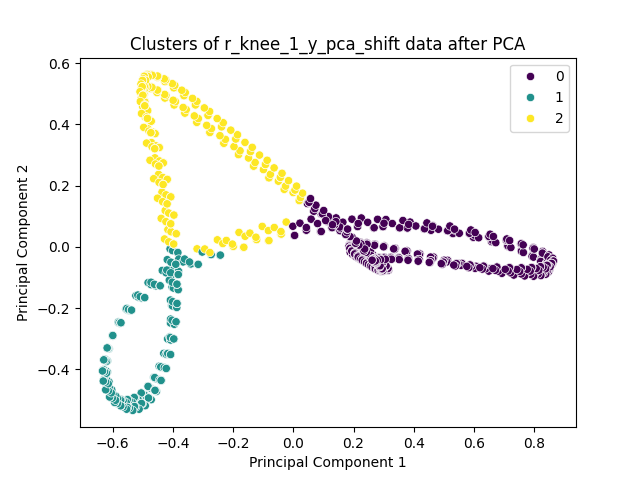 Clusters of r_knee_1_y_pca_shift data after PCA
0
1
2
0.6
0.4
0.2
0.0
−0.2
−0.4
Principal Component 2
−0.6 −0.4 −0.2 0.0 0.2 0.4 0.6 0.8
Principal Component 1